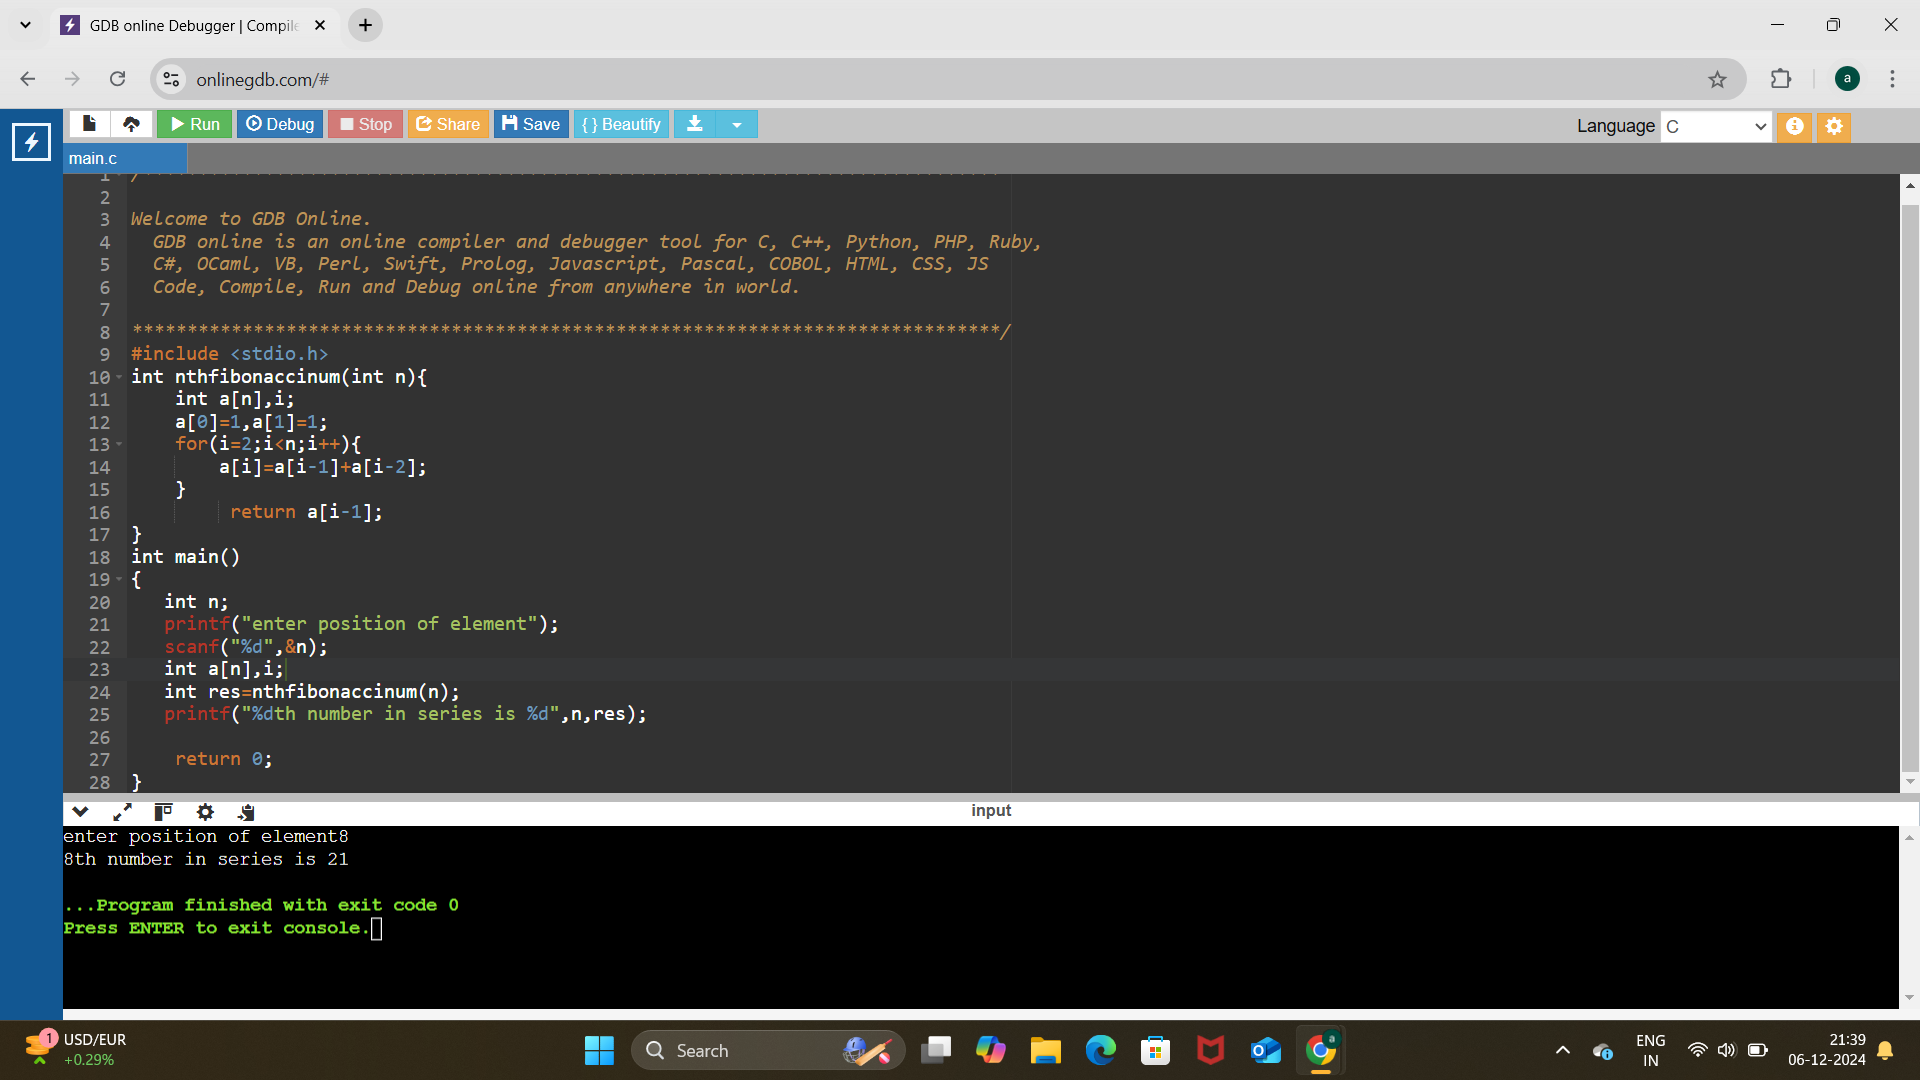 GDB online Debugger | Compile
onlinegdb.com/#
a
Run
Debug
Stop
Share
Save
{ } Beautify
Language
C
main.c
1
2
3 Welcome to GDB Online.
4 GDB online is an online compiler and debugger tool for C, C++, Python, PHP, Ruby,
5 C#, OCaml, VB, Perl, Swift, Prolog, Javascript, Pascal, COBOL, HTML, CSS, JS
6 Code, Compile, Run and Debug online from anywhere in world.
7
8 *******************************************************************************/
9 #include <stdio.h>
10 int nthfibonaccinum(int n){
11 int a[n],i;
12 a[0]=1,a[1]=1;
13 for(i=2;i<n;i++){
14 a[i]=a[i-1]+a[i-2];
15 }
16 return a[i-1];
17 }
18 int main()
19 {
20 int n;
21 printf("enter position of element");
22 scanf("%d",&n);
23 int a[n],i;
24 int res=nthfibonaccinum(n);
25 printf("%dth number in series is %d",n,res);
26
27 return 0;
28 }
input
enter position of element8
8th number in series is 21
...Program finished with exit code 0
Press ENTER to exit console.
1
USD/EUR
+0.29%
Search
a
ENG
IN
21:39
06-12-2024